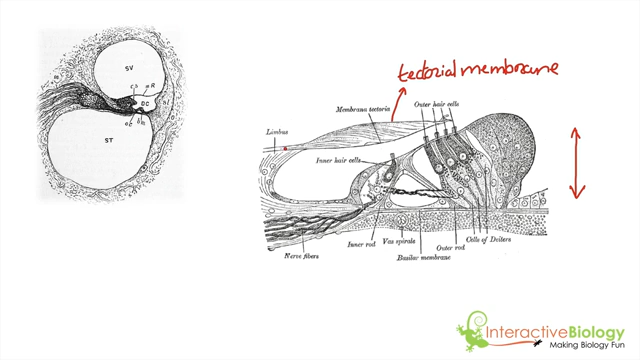 tectorial membrane
SV
c.h
m R
DC
ST
Membrana tectoria
Outer hair cells
Limbus
Inner hair cells
Nerve fibers
Inner rod
Vas spirale
Basilar membrane
Outer rod
Cells of Deiters
InteractiveBiology
Making Biology Fun